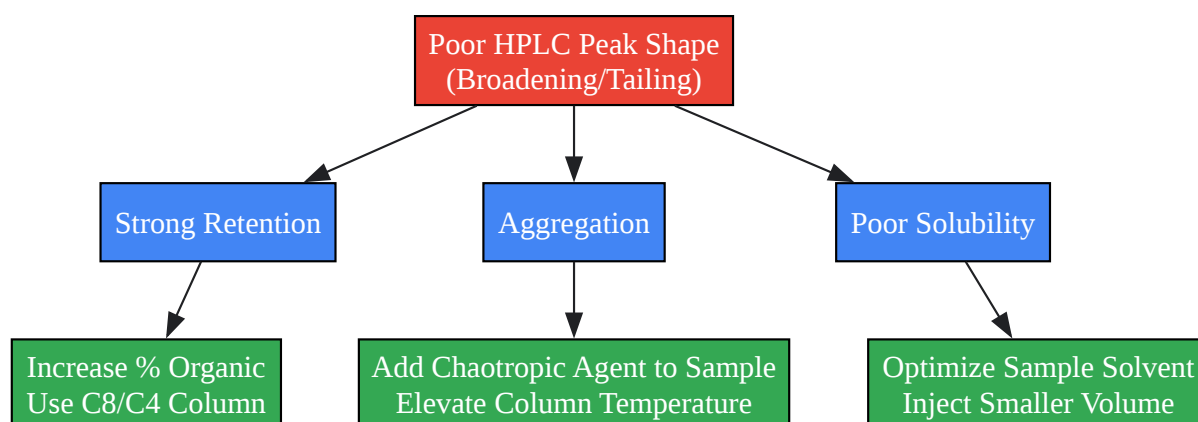 Poor HPLC Peak Shape
(Broadening/Tailing)
Strong Retention
Aggregation
Poor Solubility
Increase % Organic
Use C8/C4 Column
Add Chaotropic Agent to Sample
Elevate Column Temperature
Optimize Sample Solvent
Inject Smaller Volume